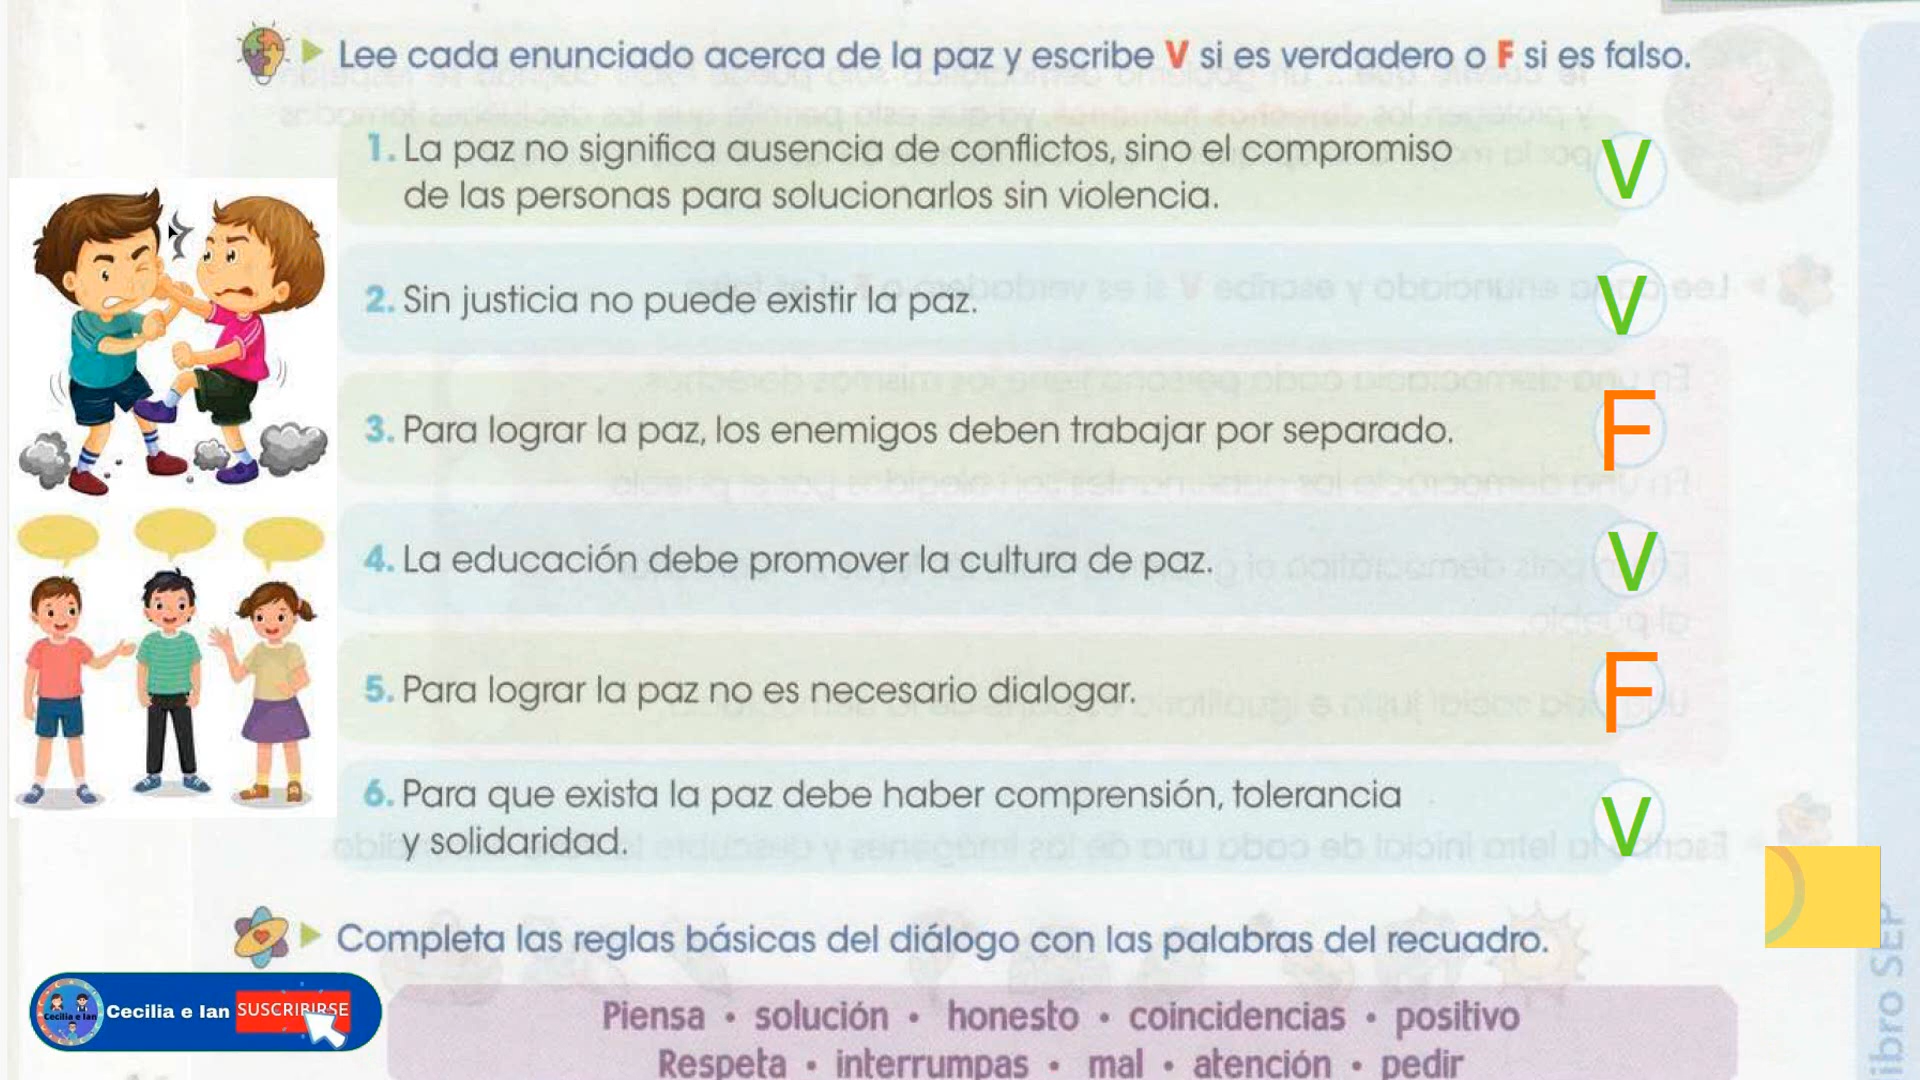 Lee cada enunciado acerca de la paz y escribe V si es verdadero o F si es falso.
1. La paz no significa ausencia de conflictos, sino el compromiso
de las personas para solucionarlos sin violencia.
V
2. Sin justicia no puede existir la paz.
V
3. Para lograr la paz, los enemigos deben trabajar por separado.
F
4. La educación debe promover la cultura de paz.
V
5. Para lograr la paz no es necesario dialogar.
F
6. Para que exista la paz debe haber comprensión, tolerancia
y solidaridad.
V
Completa las reglas básicas del diálogo con las palabras del recuadro.
Piensa • solución • honesto • coincidencias • positivo
Respeta • interrumpas • mal • atención • pedir
Cecilia e Ian
Cecilia e Ian SUSCRIBIRSE
ibro SEP